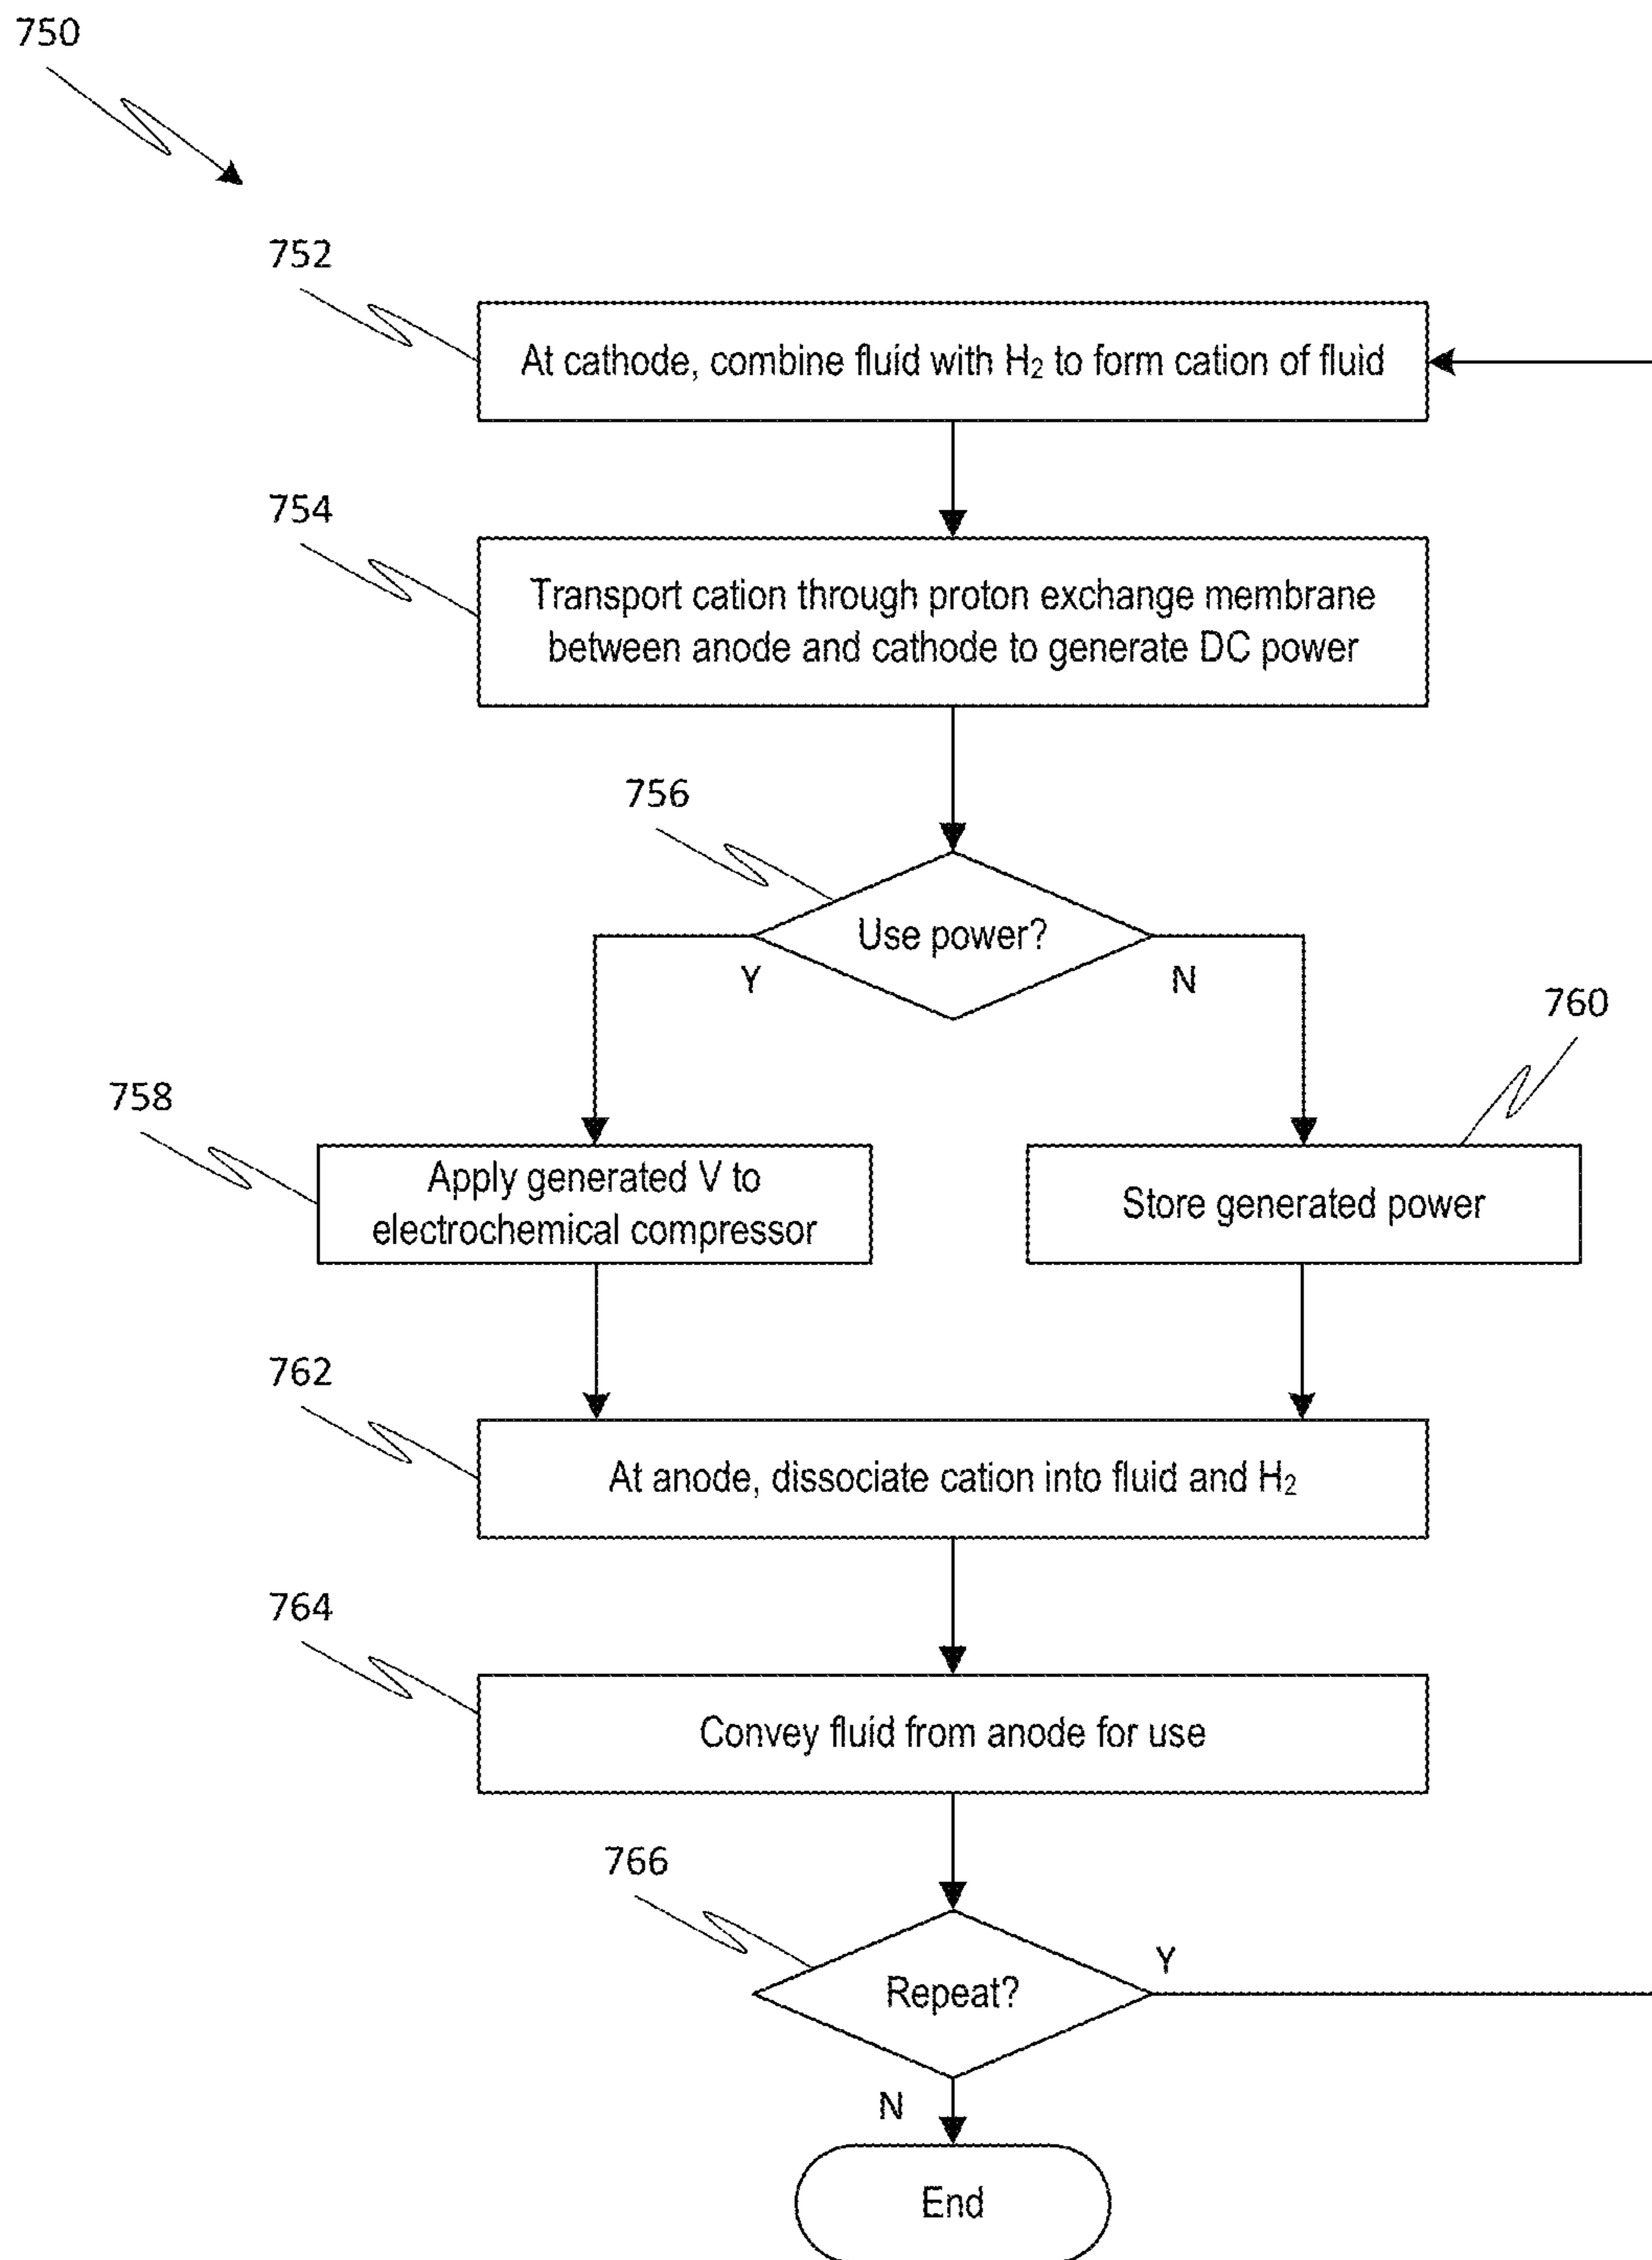 750
752
At cathode, combine fluid with H₂ to form cation of fluid
754
Transport cation through proton exchange membrane
between anode and cathode to generate DC power
756
Use power?
Y
N
760
758
Apply generated V to
electrochemical compressor
Store generated power
762
At anode, dissociate cation into fluid and H₂
764
Convey fluid from anode for use
766
Y
Repeat?
N
End